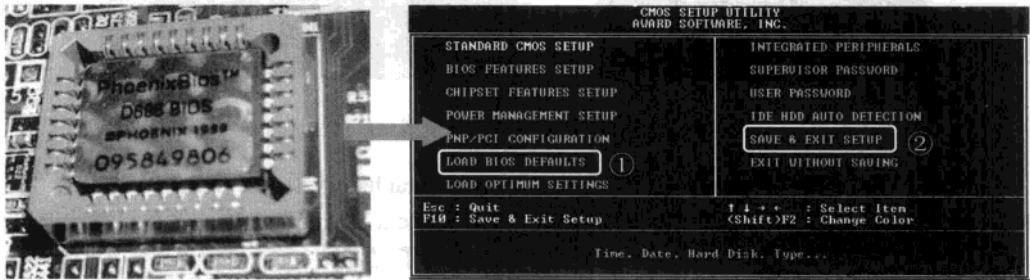 PhoenixBios™
D686 BIOS
©PHOENIX 1998
095849806
CMOS SETUP UTILITY
AWARD SOFTWARE, INC.
STANDARD CMOS SETUP
BIOS FEATURES SETUP
CHIPSET FEATURES SETUP
POWER MANAGEMENT SETUP
PNP/PCI CONFIGURATION
LOAD BIOS DEFAULTS ①
LOAD OPTIMUM SETTINGS
INTEGRATED PERIPHERALS
SUPERVISOR PASSWORD
USER PASSWORD
IDE HDD AUTO DETECTION
SAVE & EXIT SETUP ②
EXIT WITHOUT SAVING
Esc : Quit
F10 : Save & Exit Setup
↑ ↓ → ← : Select Item
(Shift)F2 : Change Color
Time, Date, Hard Disk, Type...